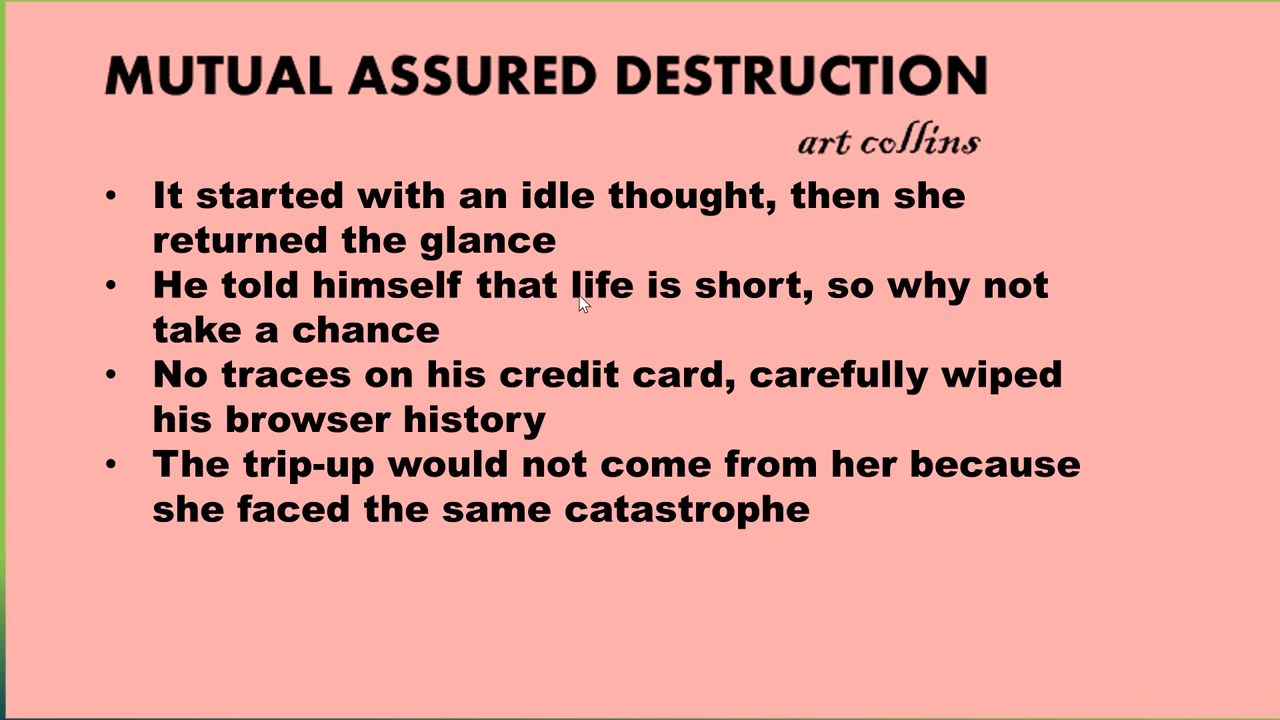 MUTUAL ASSURED DESTRUCTION
art collins
• It started with an idle thought, then she
returned the glance
• He told himself that life is short, so why not
take a chance
• No traces on his credit card, carefully wiped
his browser history
• The trip-up would not come from her because
she faced the same catastrophe